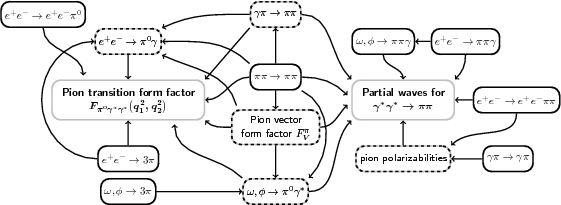 e⁺e⁻ → e⁺e⁻π⁰
γπ → ππ
e⁺e⁻ → π⁰γ
ω, φ → ππγ
e⁺e⁻ → ππγ
ππ → ππ
Pion transition form factor
F_{π⁰γ*γ*}(q₁², q₂²)
Partial waves for
γ*γ* → ππ
e⁺e⁻ → e⁺e⁻ππ
Pion vector
form factor F_V^π
e⁺e⁻ → 3π
pion polarizabilities
γπ → γπ
ω, φ → 3π
ω, φ → π⁰γ*